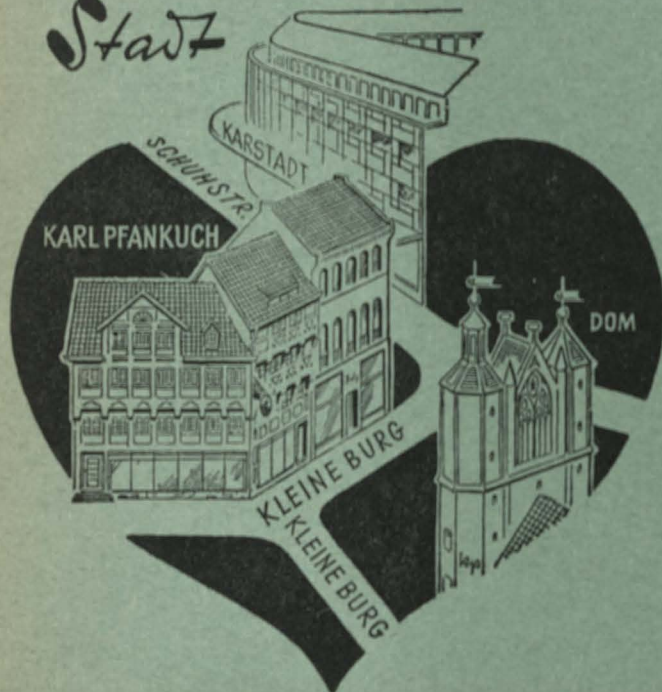 Stadt
KARSTADT
SCHUHSTR.
KARL PFANKUCH
DOM
KLEINE BURG
KLEINE BURG